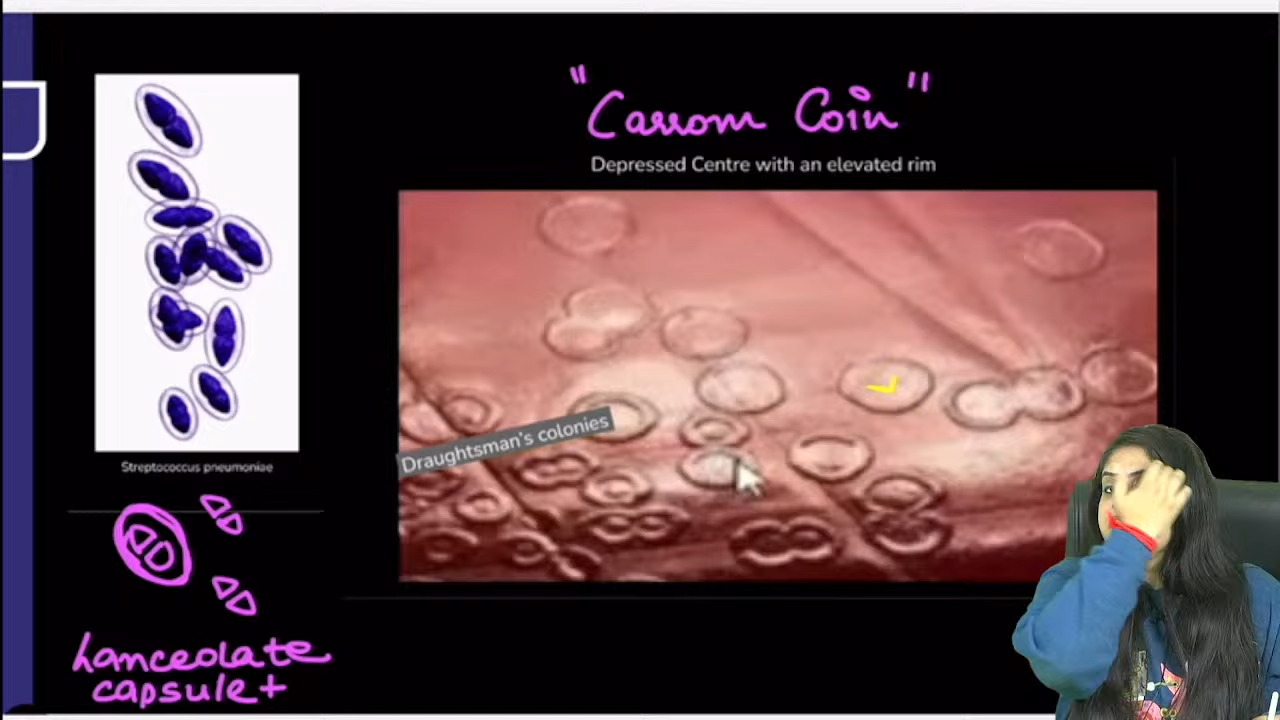 "Carrom Coin"
Depressed Centre with an elevated rim
Draughtsman's colonies
Streptococcus pneumoniae
Lanceolate
capsule +